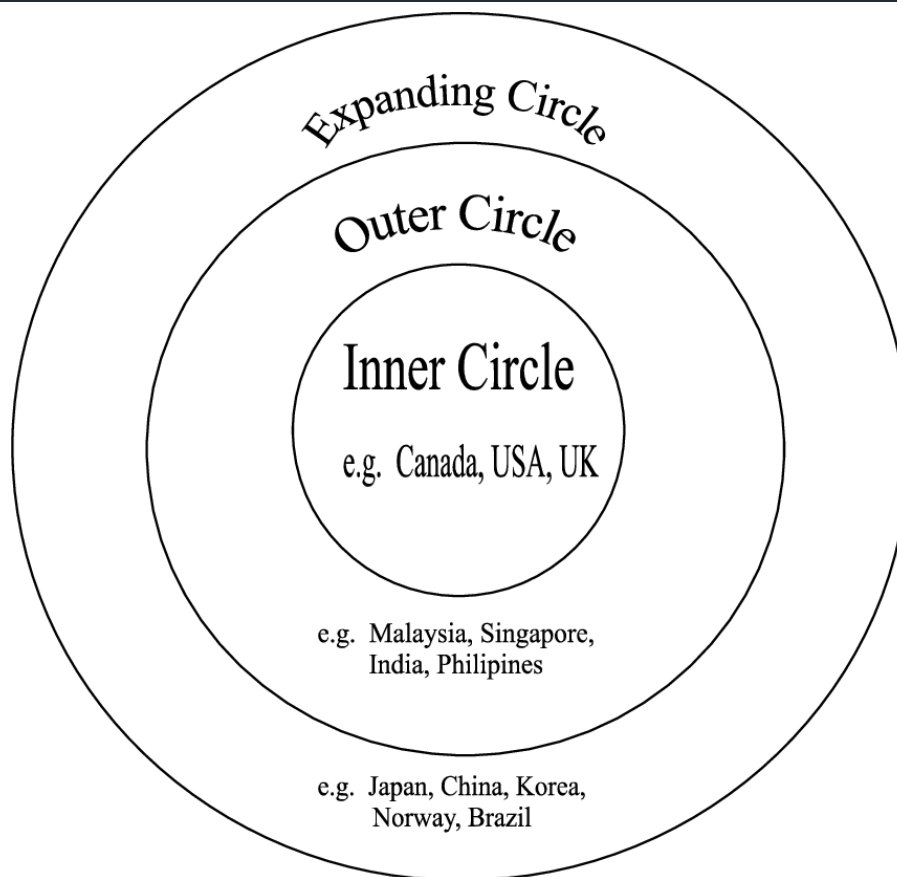 Expanding Circle
Outer Circle
Inner Circle
e.g. Canada, USA, UK
e.g. Malaysia, Singapore,
India, Philipines
e.g. Japan, China, Korea,
Norway, Brazil